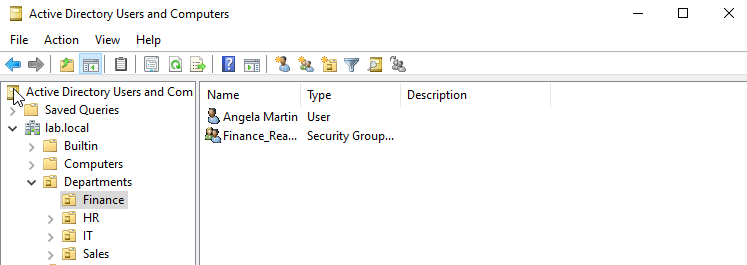 Active Directory Users and Computers
File Action View Help
Active Directory Users and Com
Saved Queries
lab.local
Builtin
Computers
Departments
Finance
HR
IT
Sales
Name Type Description
Angela Martin User
Finance_Rea... Security Group...